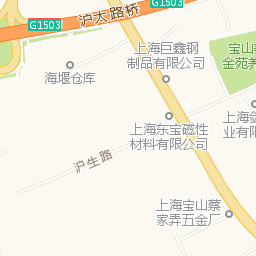 G1503
沪太路桥
G1503
上海巨鑫钢
制品有限公司
宝山
金苑养
海堰仓库
上海东宝磁性
材料有限公司
上海
业有限
沪生路
上海宝山蔡
家弄五金厂